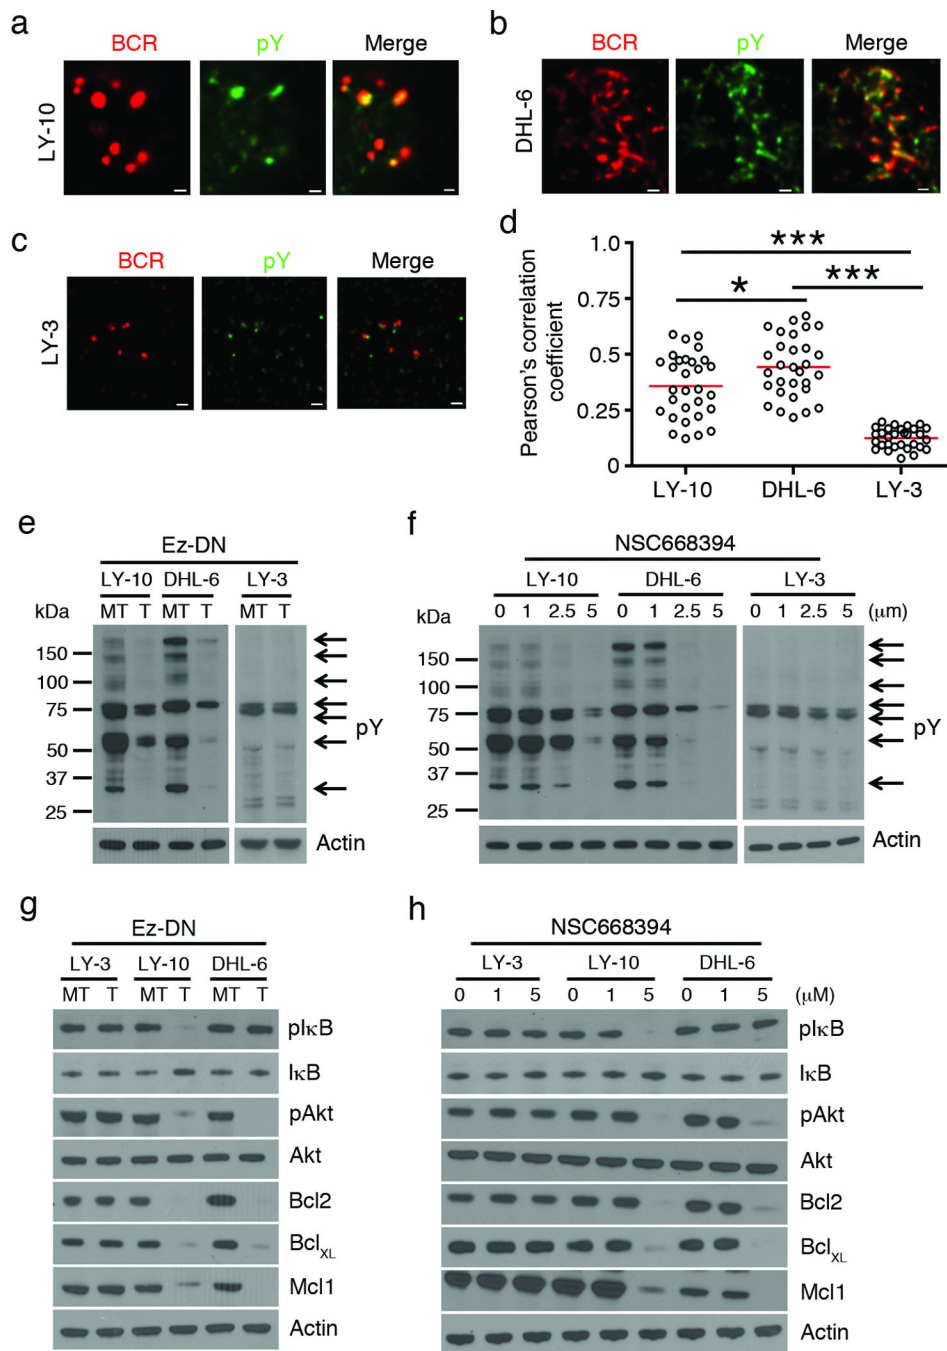 a
BCR pY Merge
LY-10
b
BCR pY Merge
DHL-6
c
BCR pY Merge
LY-3
d
***
*
***
Pearson's correlation
coefficient
1.0
0.75
0.5
0.25
0
LY-10 DHL-6 LY-3
e
Ez-DN
LY-10 DHL-6 LY-3
kDa MT T MT T MT T
150
100
75
50
37
25
pY
Actin
f
NSC668394
LY-10 DHL-6 LY-3
0 1 2.5 5 0 1 2.5 5 0 1 2.5 5 (μm)
kDa
150
100
75
50
37
25
pY
Actin
g
Ez-DN
LY-3 LY-10 DHL-6
MT T MT T MT T
pIκB
IκB
pAkt
Akt
Bcl2
BclXL
Mcl1
Actin
h
NSC668394
LY-3 LY-10 DHL-6
0 1 5 0 1 5 0 1 5 (μM)
pIκB
IκB
pAkt
Akt
Bcl2
BclXL
Mcl1
Actin